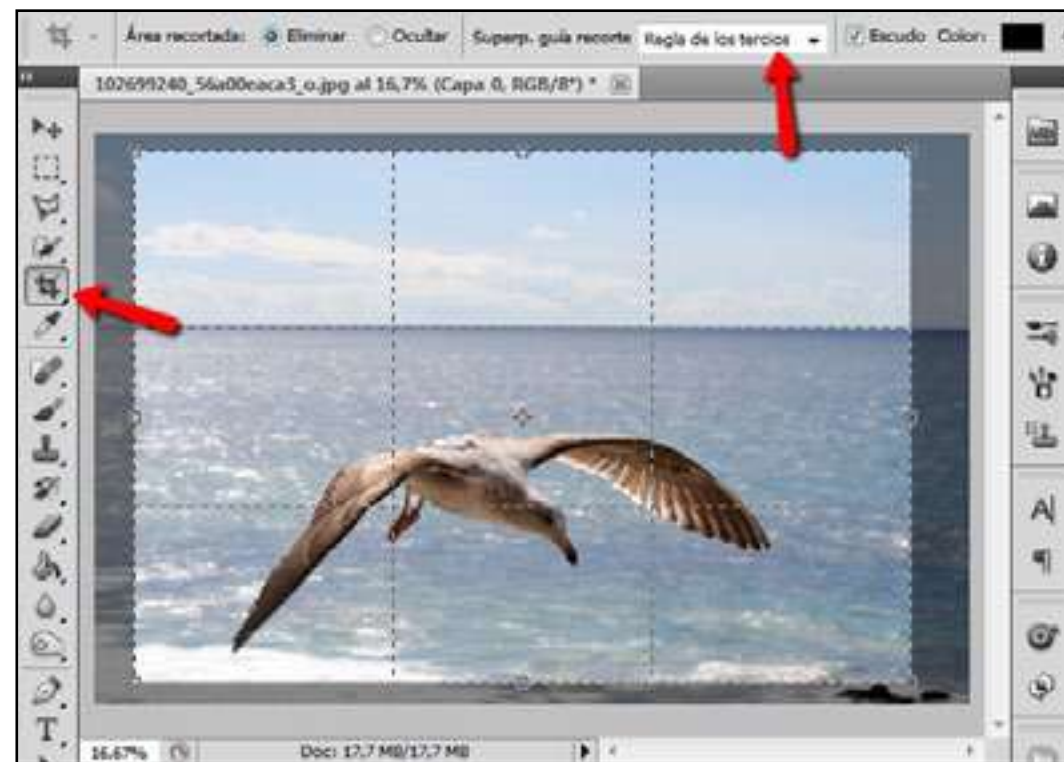 Área recortada: Eliminar Ocultar Superp. guía recorte Regla de los tercios Escudo Color:
102699240_56a00eaca3_o.jpg al 16,7% (Capa 0, RGB/8*) *
16.67% Doc: 17,7 MB/17,7 MB